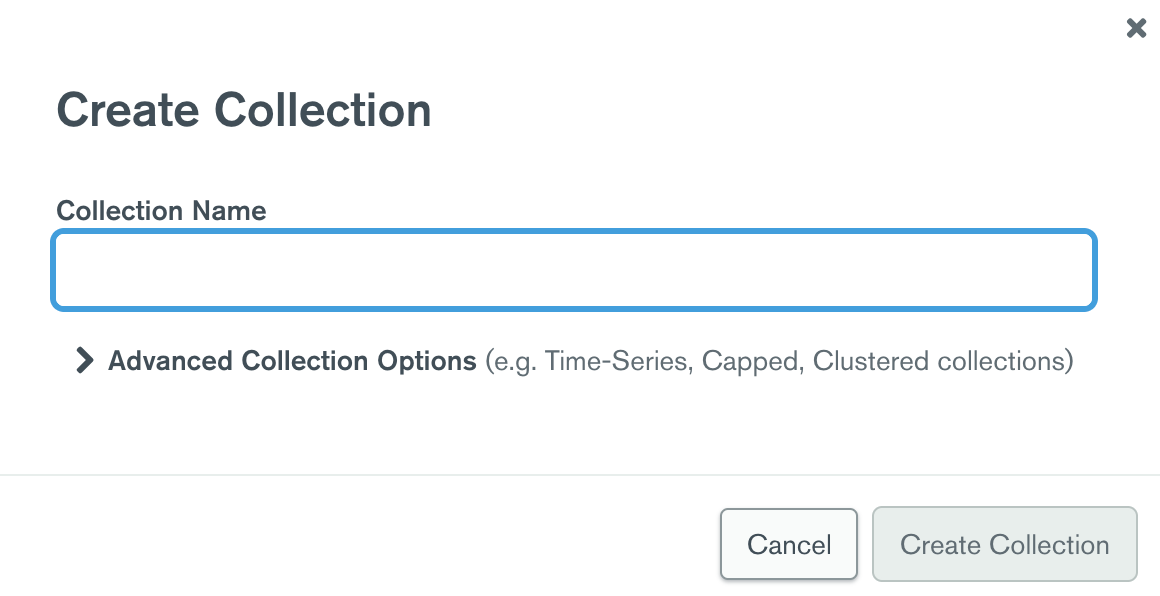 Create Collection
Collection Name
Advanced Collection Options (e.g. Time-Series, Capped, Clustered collections)
Cancel Create Collection